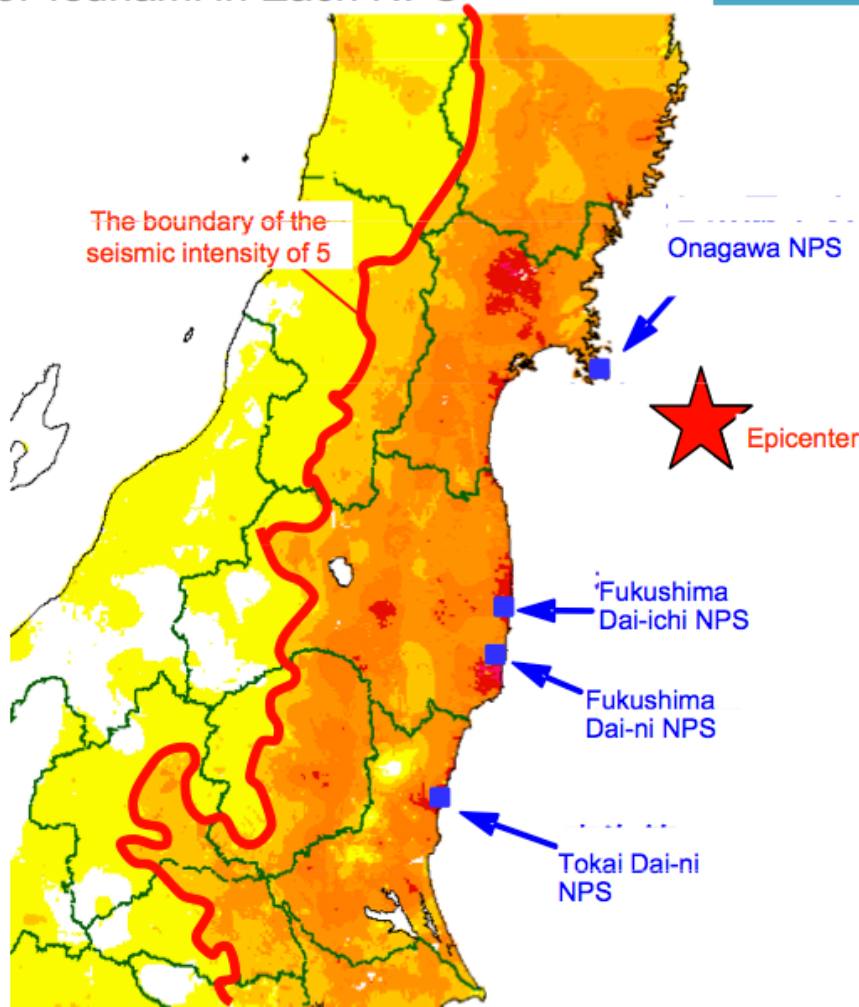 The boundary of the
seismic intensity of 5
Onagawa NPS
Epicenter
Fukushima
Dai-ichi NPS
Fukushima
Dai-ni NPS
Tokai Dai-ni
NPS